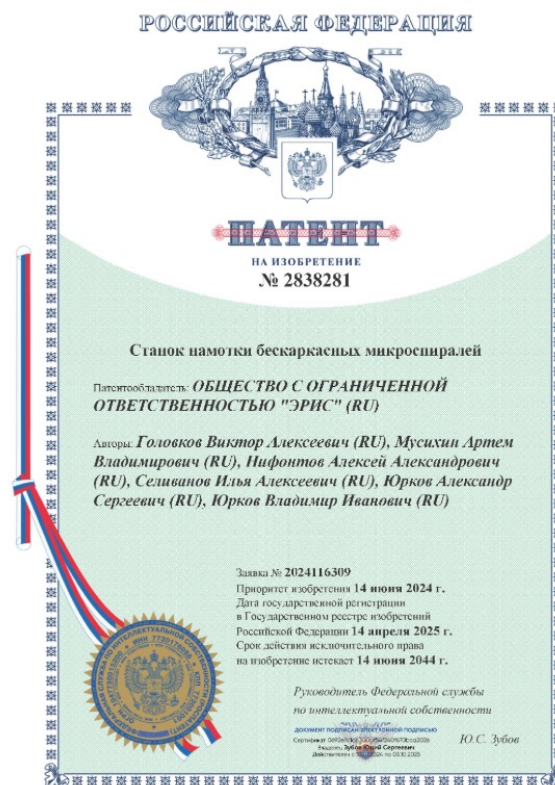 РОССИЙСКАЯ ФЕДЕРАЦИЯ
ПАТЕНТ
НА ИЗОБРЕТЕНИЕ
№ 2838281
Станок намотки бескаркасных микроспиралей
Патентообладатель: ОБЩЕСТВО С ОГРАНИЧЕННОЙ
ОТВЕТСТВЕННОСТЬЮ "ЭРИС" (RU)
Авторы: Головков Виктор Алексеевич (RU), Мусихин Артем
Владимирович (RU), Нифонтов Алексей Александрович
(RU), Селиванов Илья Алексеевич (RU), Юрков Александр
Сергеевич (RU), Юрков Владимир Иванович (RU)
Заявка № 2024116309
Приоритет изобретения 14 июня 2024 г.
Дата государственной регистрации
в Государственном реестре изобретений
Российской Федерации 14 апреля 2025 г.
Срок действия исключительного права
на изобретение истекает 14 июня 2044 г.
Руководитель Федеральной службы
по интеллектуальной собственности
ДОКУМЕНТ ПОДПИСАН ЭЛЕКТРОННОЙ ПОДПИСЬЮ
Сертификат
Владелец Зубов Юрий Сергеевич
Действителен с по
Ю.С. Зубов